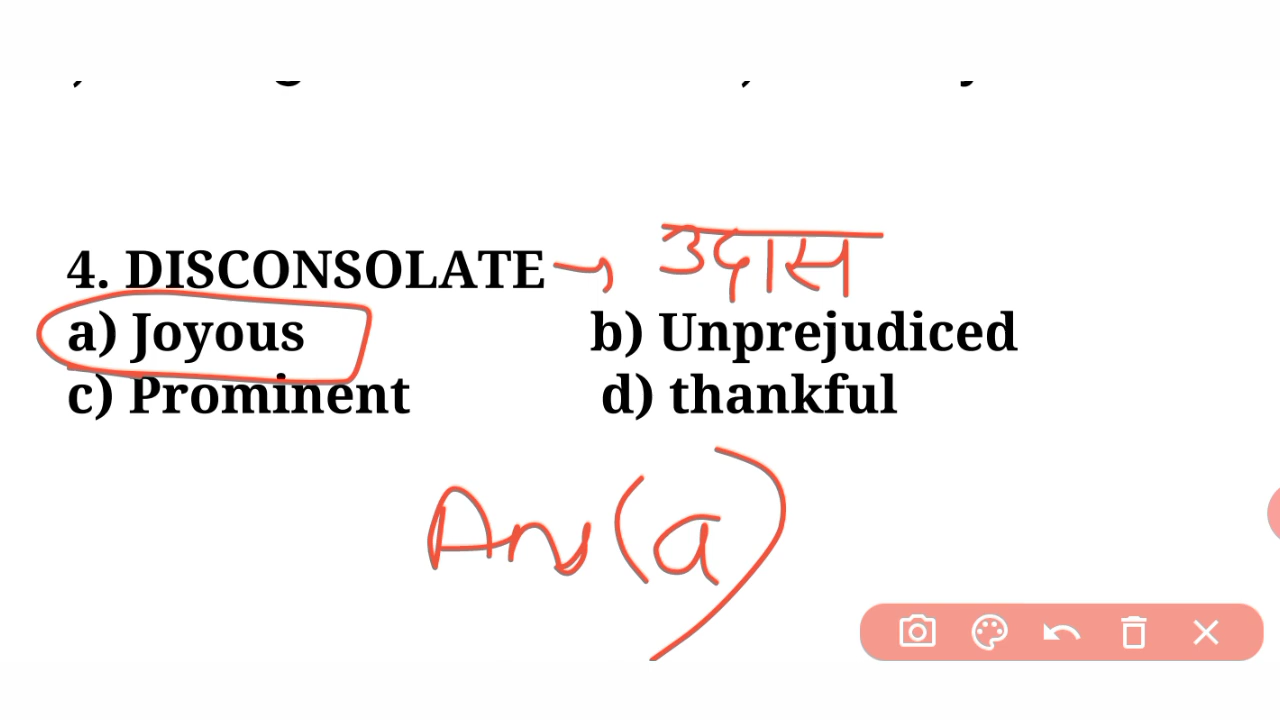 4. DISCONSOLATE → उदास
a) Joyous b) Unprejudiced
c) Prominent d) thankful
Ans (a)